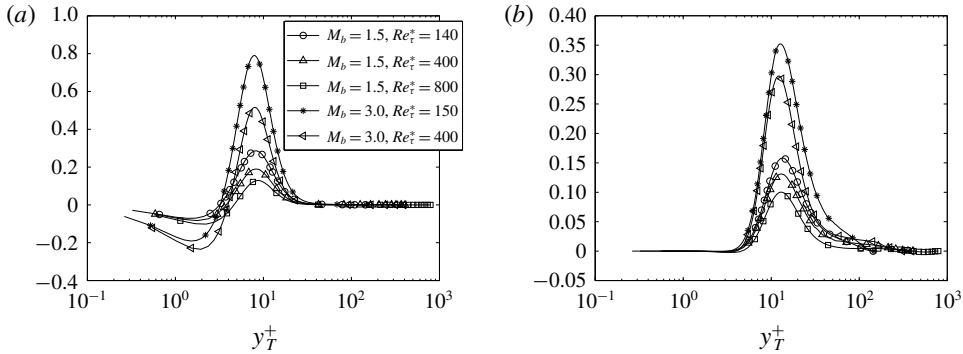 (a)
1.0
0.8
0.6
0.4
0.2
0
−0.2
−0.4
10⁻¹ 10⁰ 10¹ 10² 10³
y_T^+
M_b = 1.5, Re_τ^* = 140
M_b = 1.5, Re_τ^* = 400
M_b = 1.5, Re_τ^* = 800
M_b = 3.0, Re_τ^* = 150
M_b = 3.0, Re_τ^* = 400
(b)
0.40
0.35
0.30
0.25
0.20
0.15
0.10
0.05
0
−0.05
10⁻¹ 10⁰ 10¹ 10² 10³
y_T^+